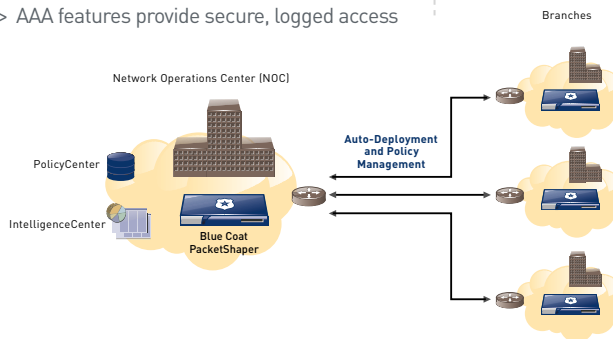 > AAA features provide secure, logged access
Branches
Network Operations Center (NOC)
Auto-Deployment
and Policy
Management
PolicyCenter
IntelligenceCenter
Blue Coat
PacketShaper